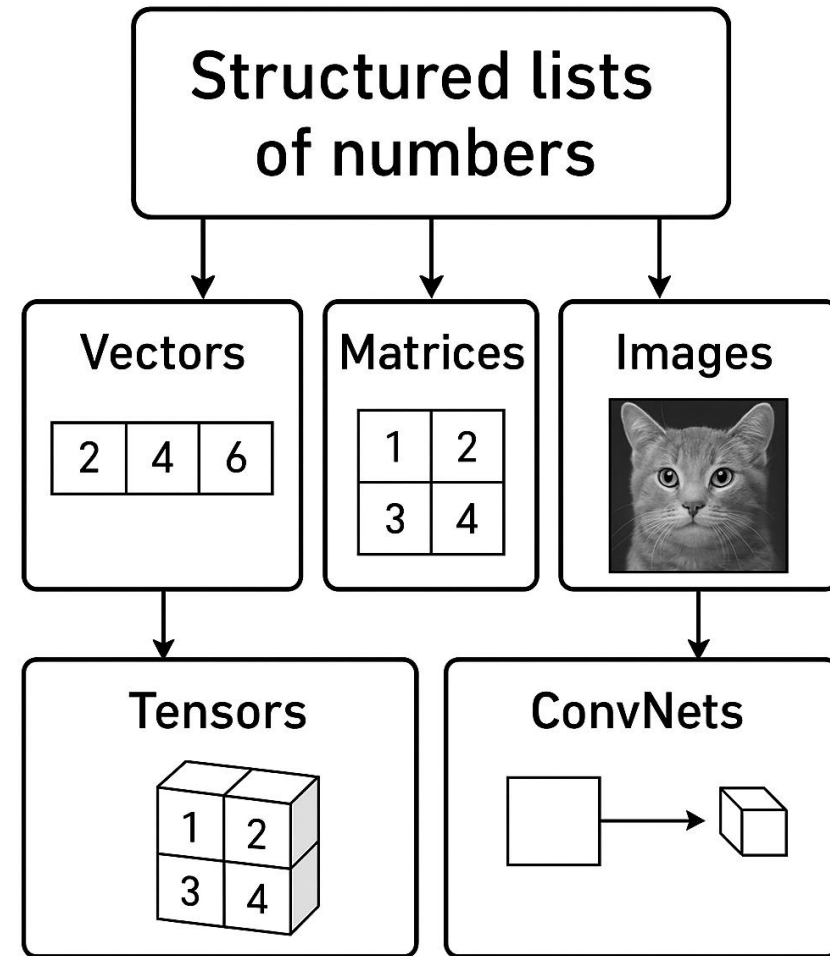 Structured lists
of numbers
Vectors
Matrices
Images
2 4 6
1 2
3 4
Tensors
ConvNets
1 2
3 4